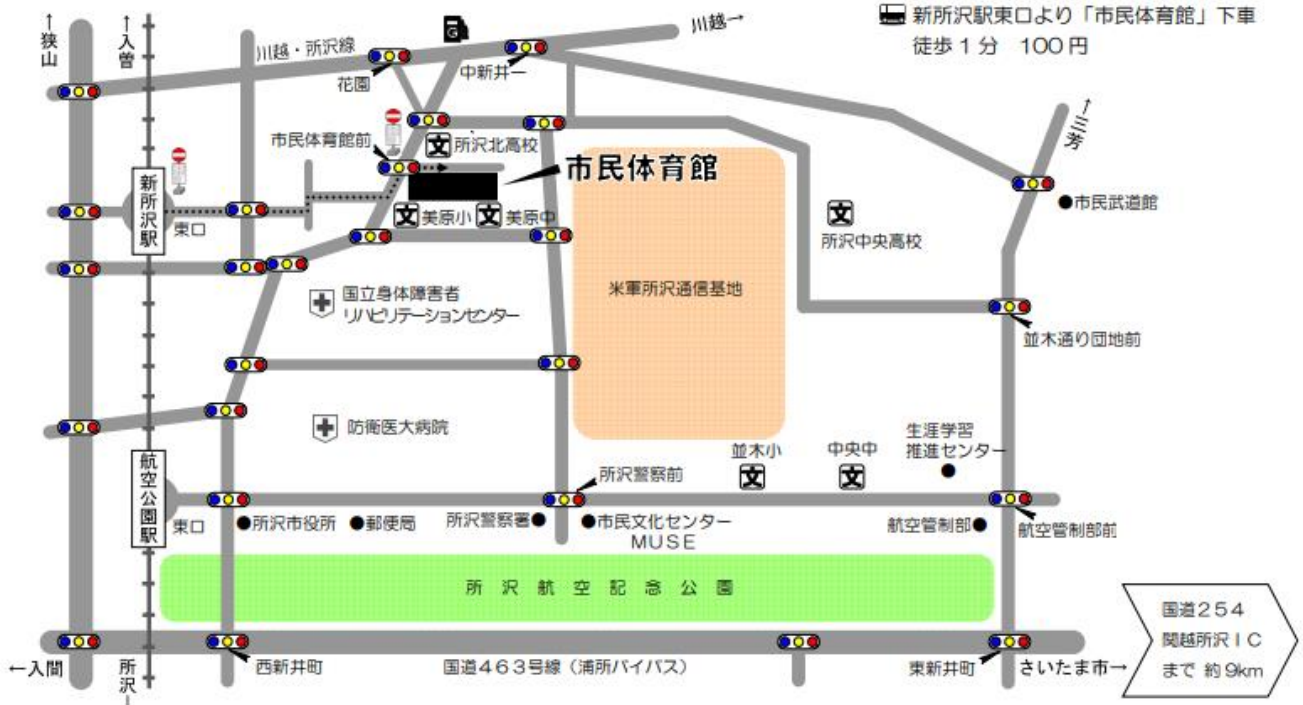 新所沢駅東口より「市民体育館」下車
徒歩1分 100円
↑狭山
↑入曽
川越→
川越・所沢線
花園
中新井一
↑三芳
市民体育館前
所沢北高校
市民体育館
新所沢駅
東口
美原小
美原中
市民武道館
所沢中央高校
国立身体障害者
リハビリテーションセンター
米軍所沢通信基地
並木通り団地前
防衛医大病院
生涯学習
推進センター
並木小
中央中
所沢警察前
航空公園駅
東口
所沢市役所
郵便局
所沢警察署
市民文化センター
MUSE
航空管制部
航空管制部前
所沢航空記念公園
国道254
関越所沢IC
まで 約9km
←入間
所沢
西新井町
国道463号線(浦所バイパス)
東新井町
さいたま市→
文
文
文
文
文
文
G